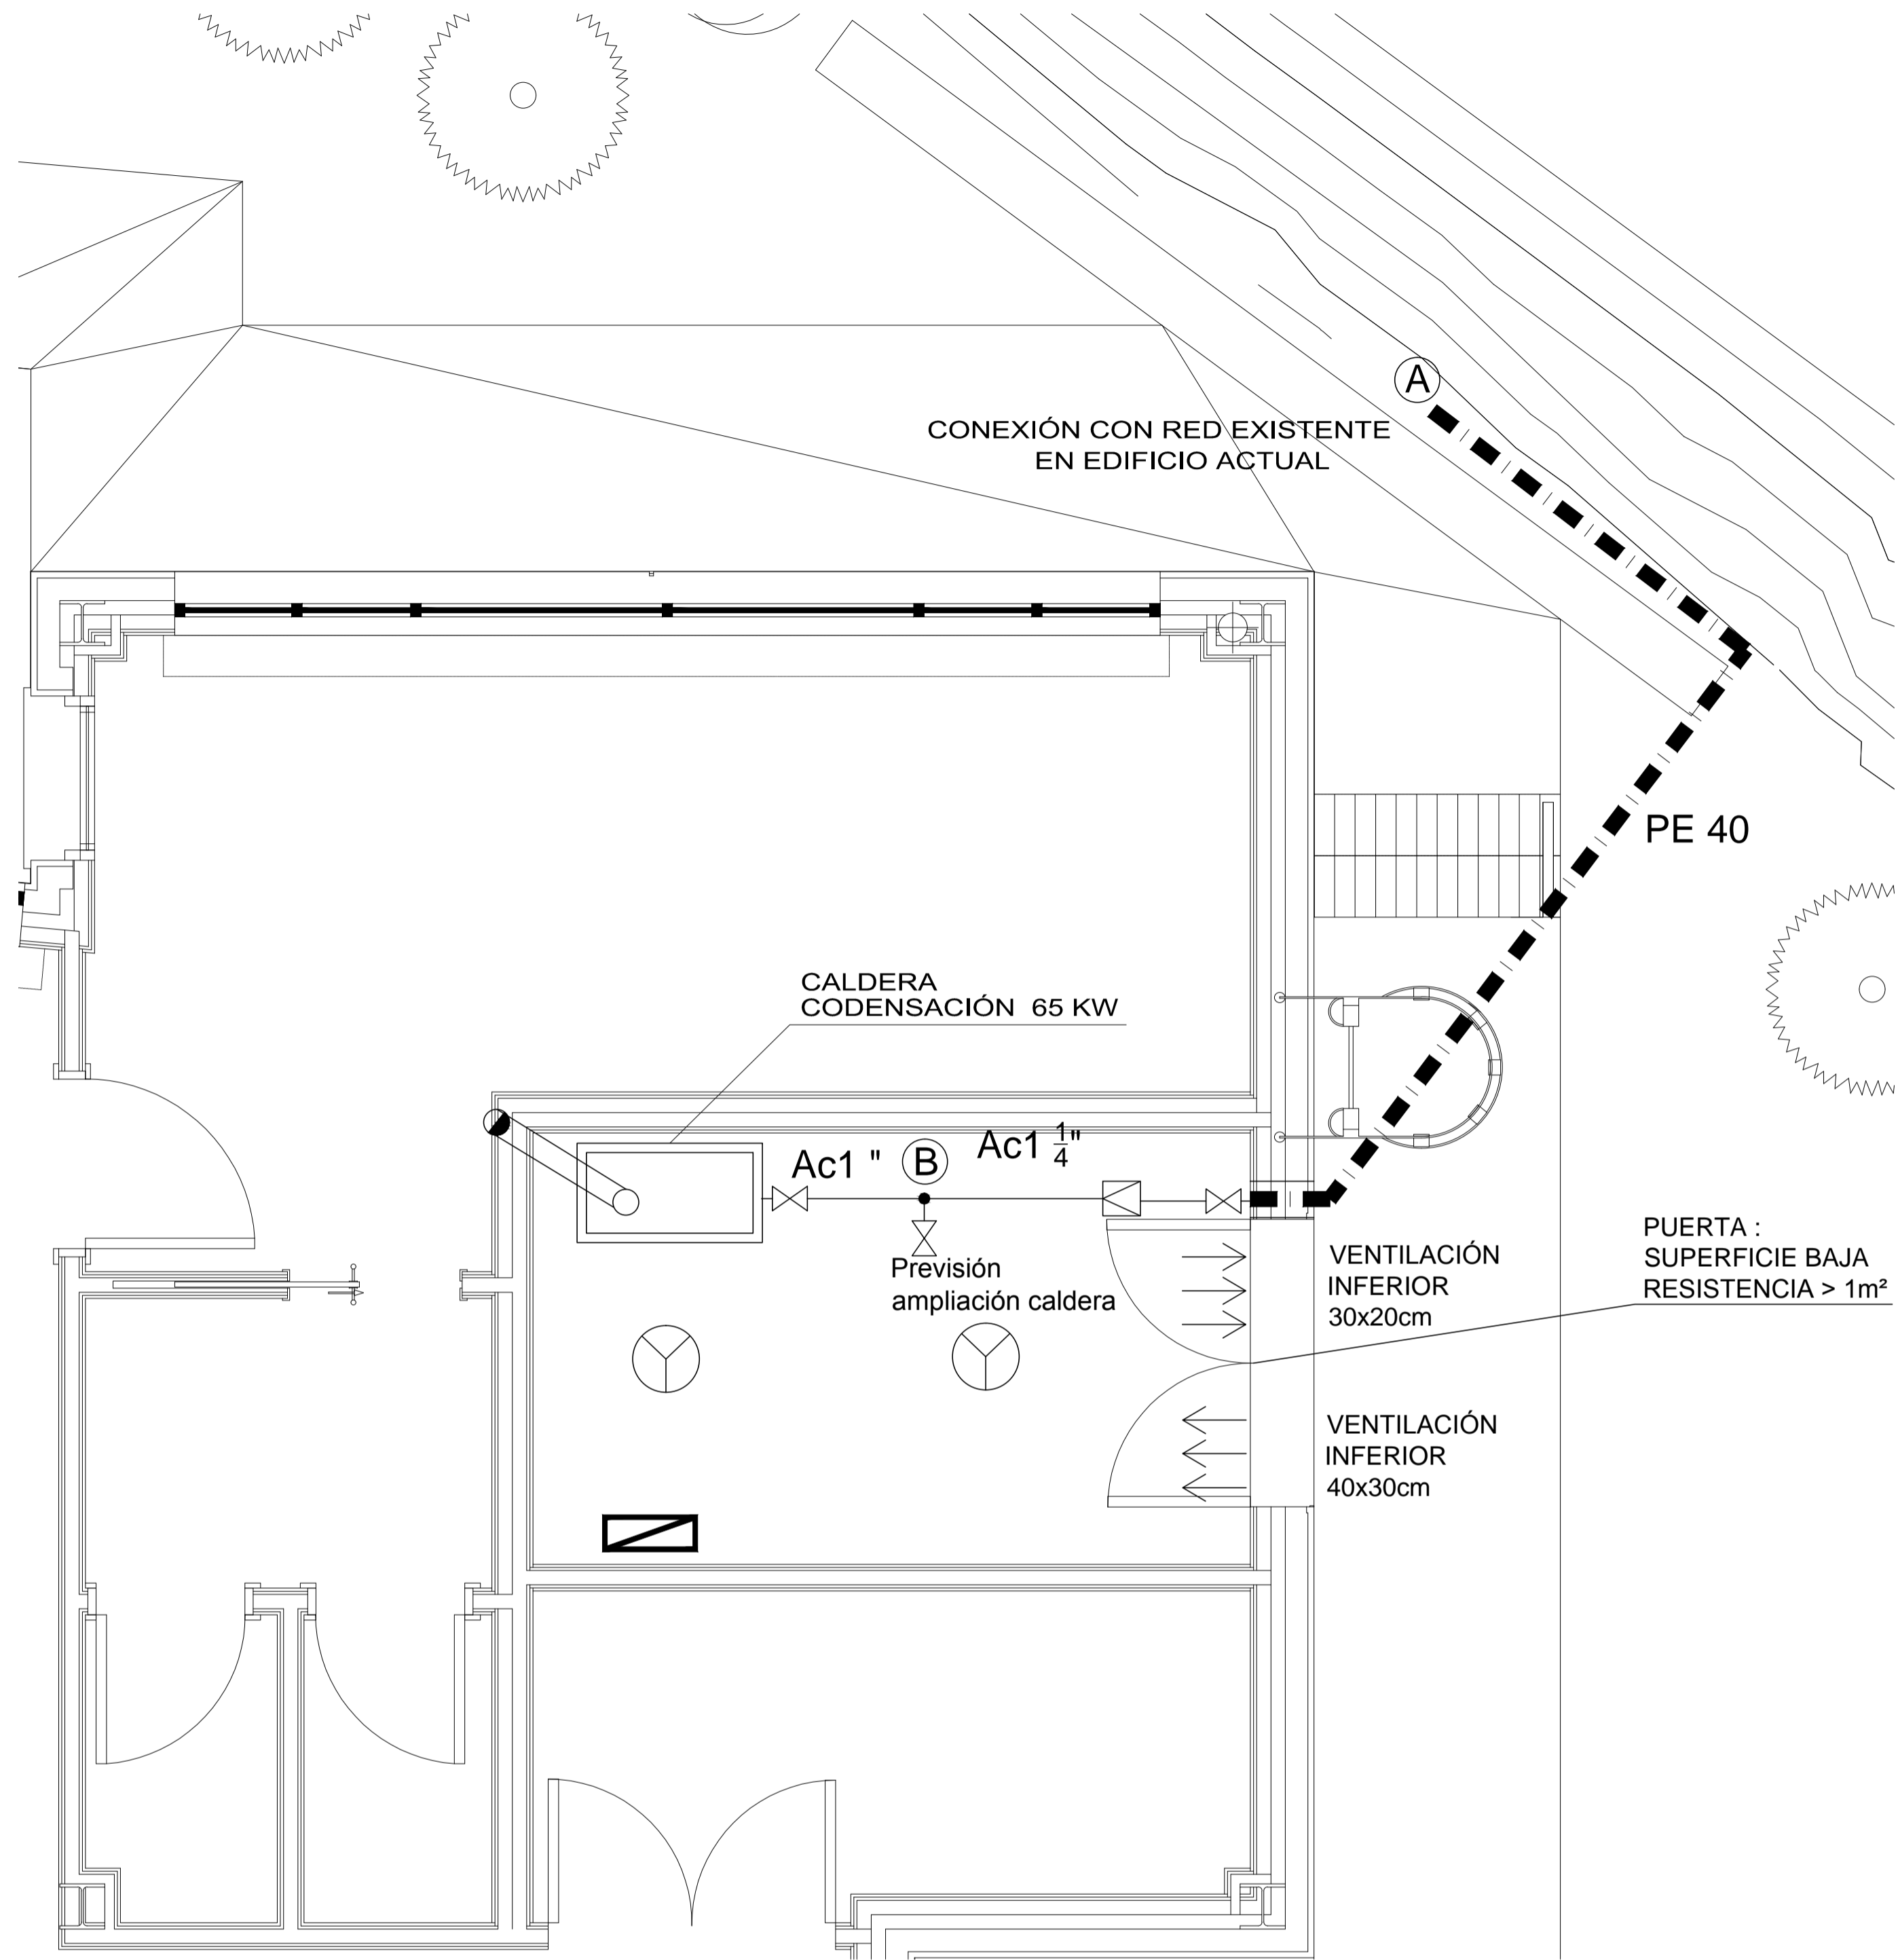 A
CONEXIÓN CON RED EXISTENTE
EN EDIFICIO ACTUAL
PE 40
CALDERA
CODENSACIÓN 65 KW
Ac1 "
B
Ac1 1/4"
Previsión
ampliación caldera
VENTILACIÓN
INFERIOR
30x20cm
PUERTA :
SUPERFICIE BAJA
RESISTENCIA > 1m²
VENTILACIÓN
INFERIOR
40x30cm